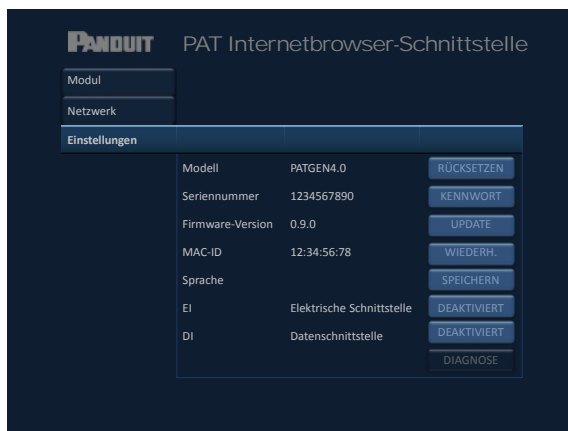 PANDUIT PAT Internetbrowser-Schnittstelle
Modul
Netzwerk
Einstellungen
Modell PATGEN4.0 RÜCKSETZEN
Seriennummer 1234567890 KENNWORT
Firmware-Version 0.9.0 UPDATE
MAC-ID 12:34:56:78 WIEDERH.
Sprache SPEICHERN
EI Elektrische Schnittstelle DEAKTIVIERT
DI Datenschnittstelle DEAKTIVIERT
DIAGNOSE